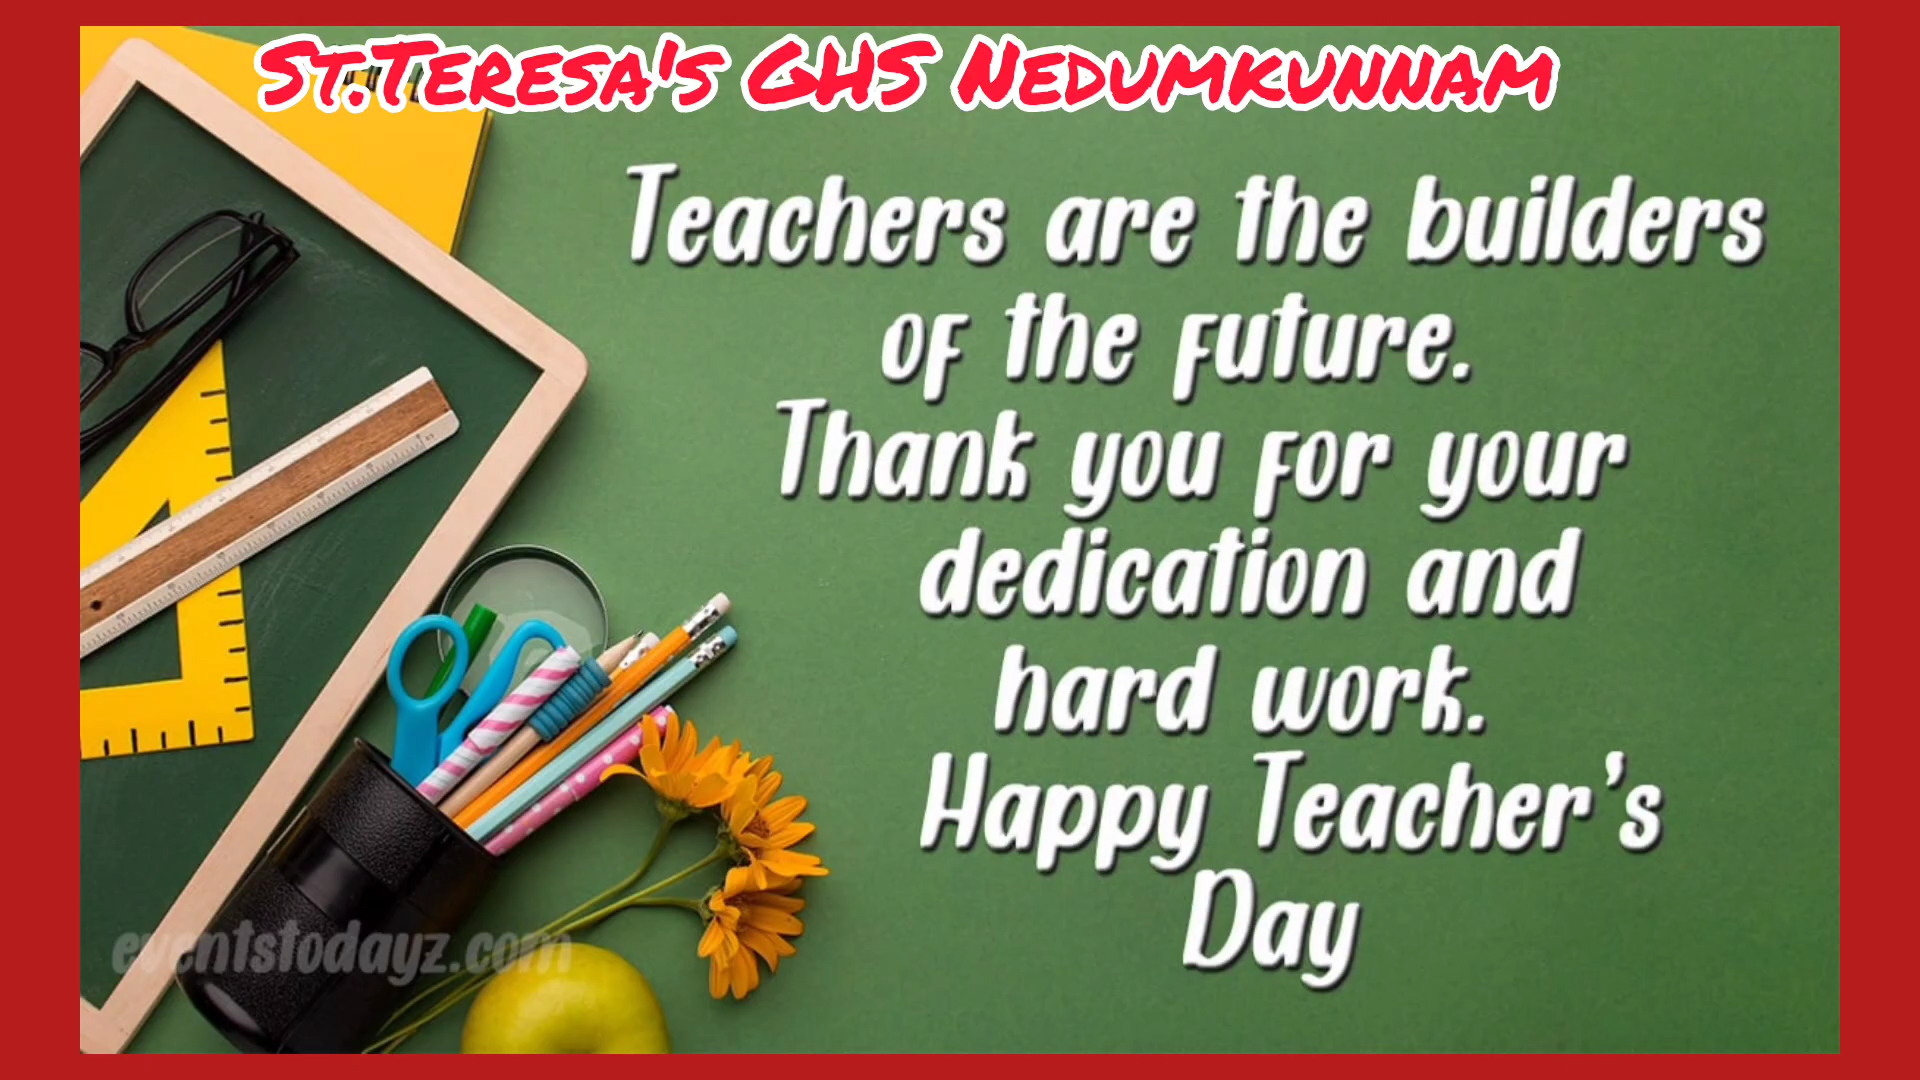 St.Teresa's GHS Nedumkunnam
Teachers are the builders
of the future.
Thank you for your
dedication and
hard work.
Happy Teacher's
Day
eventstodayz.com